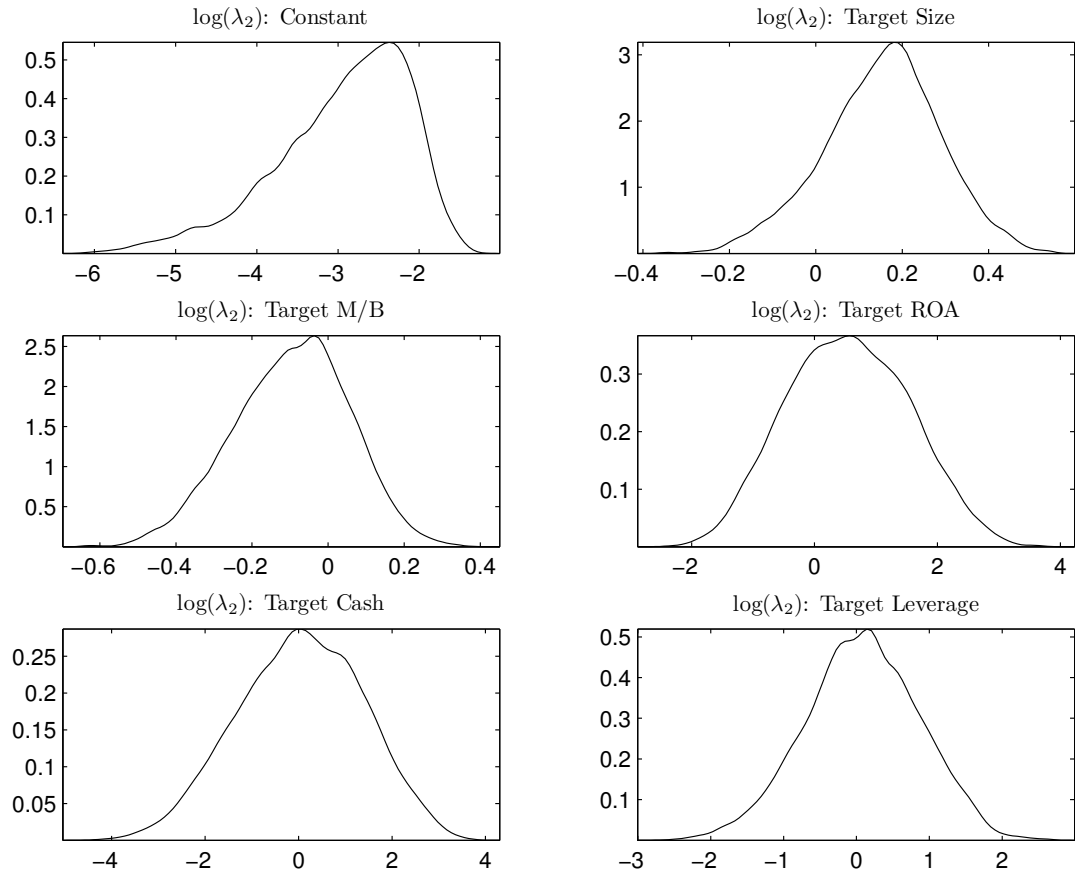 log(λ₂): Constant
0.5
0.4
0.3
0.2
0.1
−6 −5 −4 −3 −2
log(λ₂): Target Size
3
2
1
−0.4 −0.2 0 0.2 0.4
log(λ₂): Target M/B
2.5
2
1.5
1
0.5
−0.6 −0.4 −0.2 0 0.2 0.4
log(λ₂): Target ROA
0.3
0.2
0.1
−2 0 2 4
log(λ₂): Target Cash
0.25
0.2
0.15
0.1
0.05
−4 −2 0 2 4
log(λ₂): Target Leverage
0.5
0.4
0.3
0.2
0.1
−3 −2 −1 0 1 2